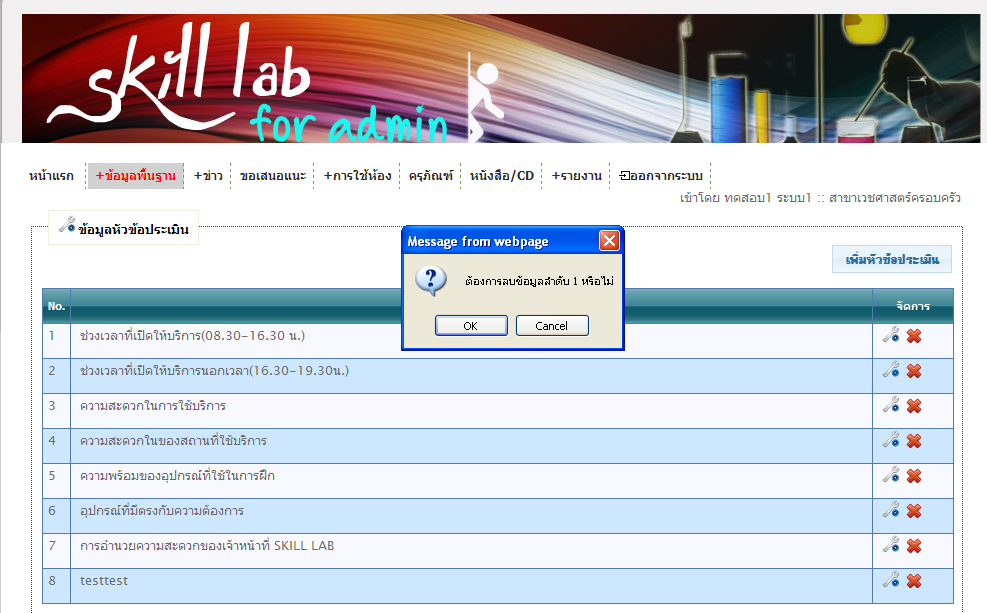 skill lab
for admin
หน้าแรก +ข้อมูลพื้นฐาน +ข่าว ขอเสนอแนะ +การใช้ห้อง ครุภัณฑ์ หนังสือ/CD +รายงาน ออกจากระบบ
เข้าโดย ทดสอบ1 ระบบ1 :: สาขาเวชศาสตร์ครอบครัว
ข้อมูลหัวข้อประเมิน
Message from webpage
ต้องการลบข้อมูลลำดับ 1 หรือไม่
OK Cancel
เพิ่มหัวข้อประเมิน
No. จัดการ
1 ช่วงเวลาที่เปิดให้บริการ(08.30-16.30 น.)
2 ช่วงเวลาที่เปิดให้บริการนอกเวลา(16.30-19.30น.)
3 ความสะดวกในการใช้บริการ
4 ความสะดวกในของสถานที่ใช้บริการ
5 ความพร้อมของอุปกรณ์ที่ใช้ในการฝึก
6 อุปกรณ์ที่มีตรงกับความต้องการ
7 การอำนวยความสะดวกของเจ้าหน้าที่ SKILL LAB
8 testtest